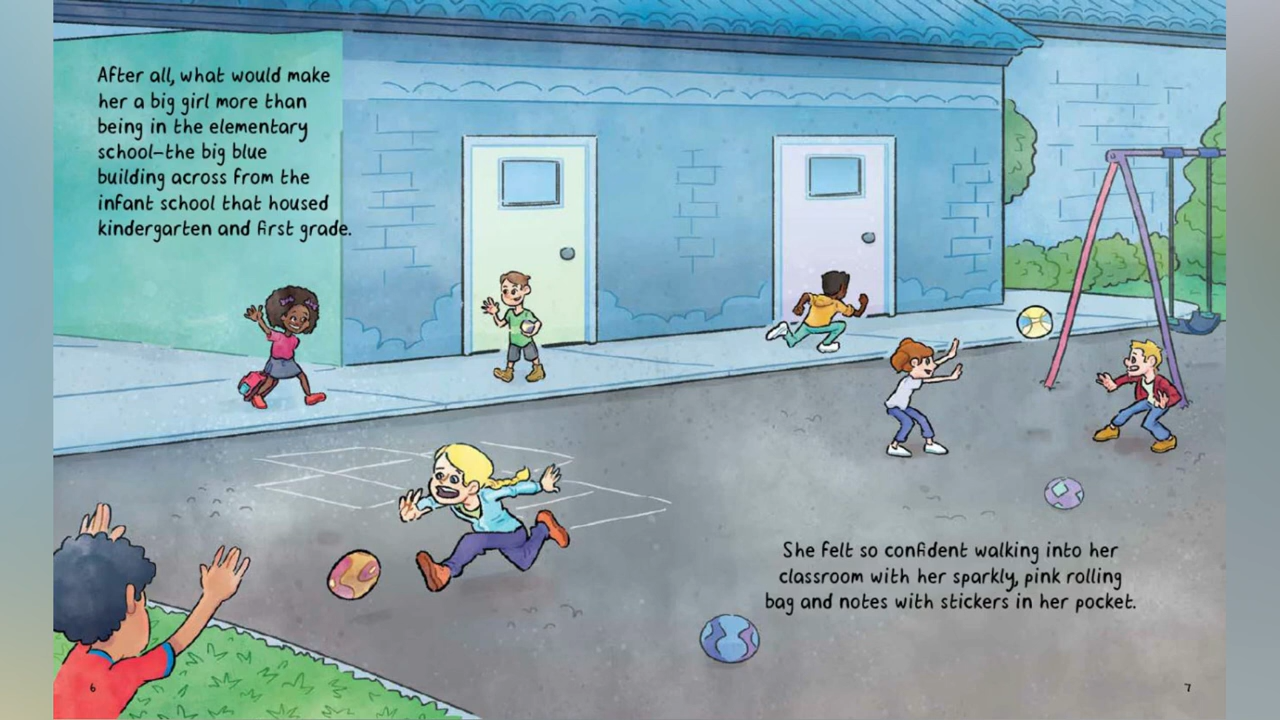 After all, what would make
her a big girl more than
being in the elementary
school–the big blue
building across from the
infant school that housed
kindergarten and first grade.
She felt so confident walking into her
classroom with her sparkly, pink rolling
bag and notes with stickers in her pocket.
6
7